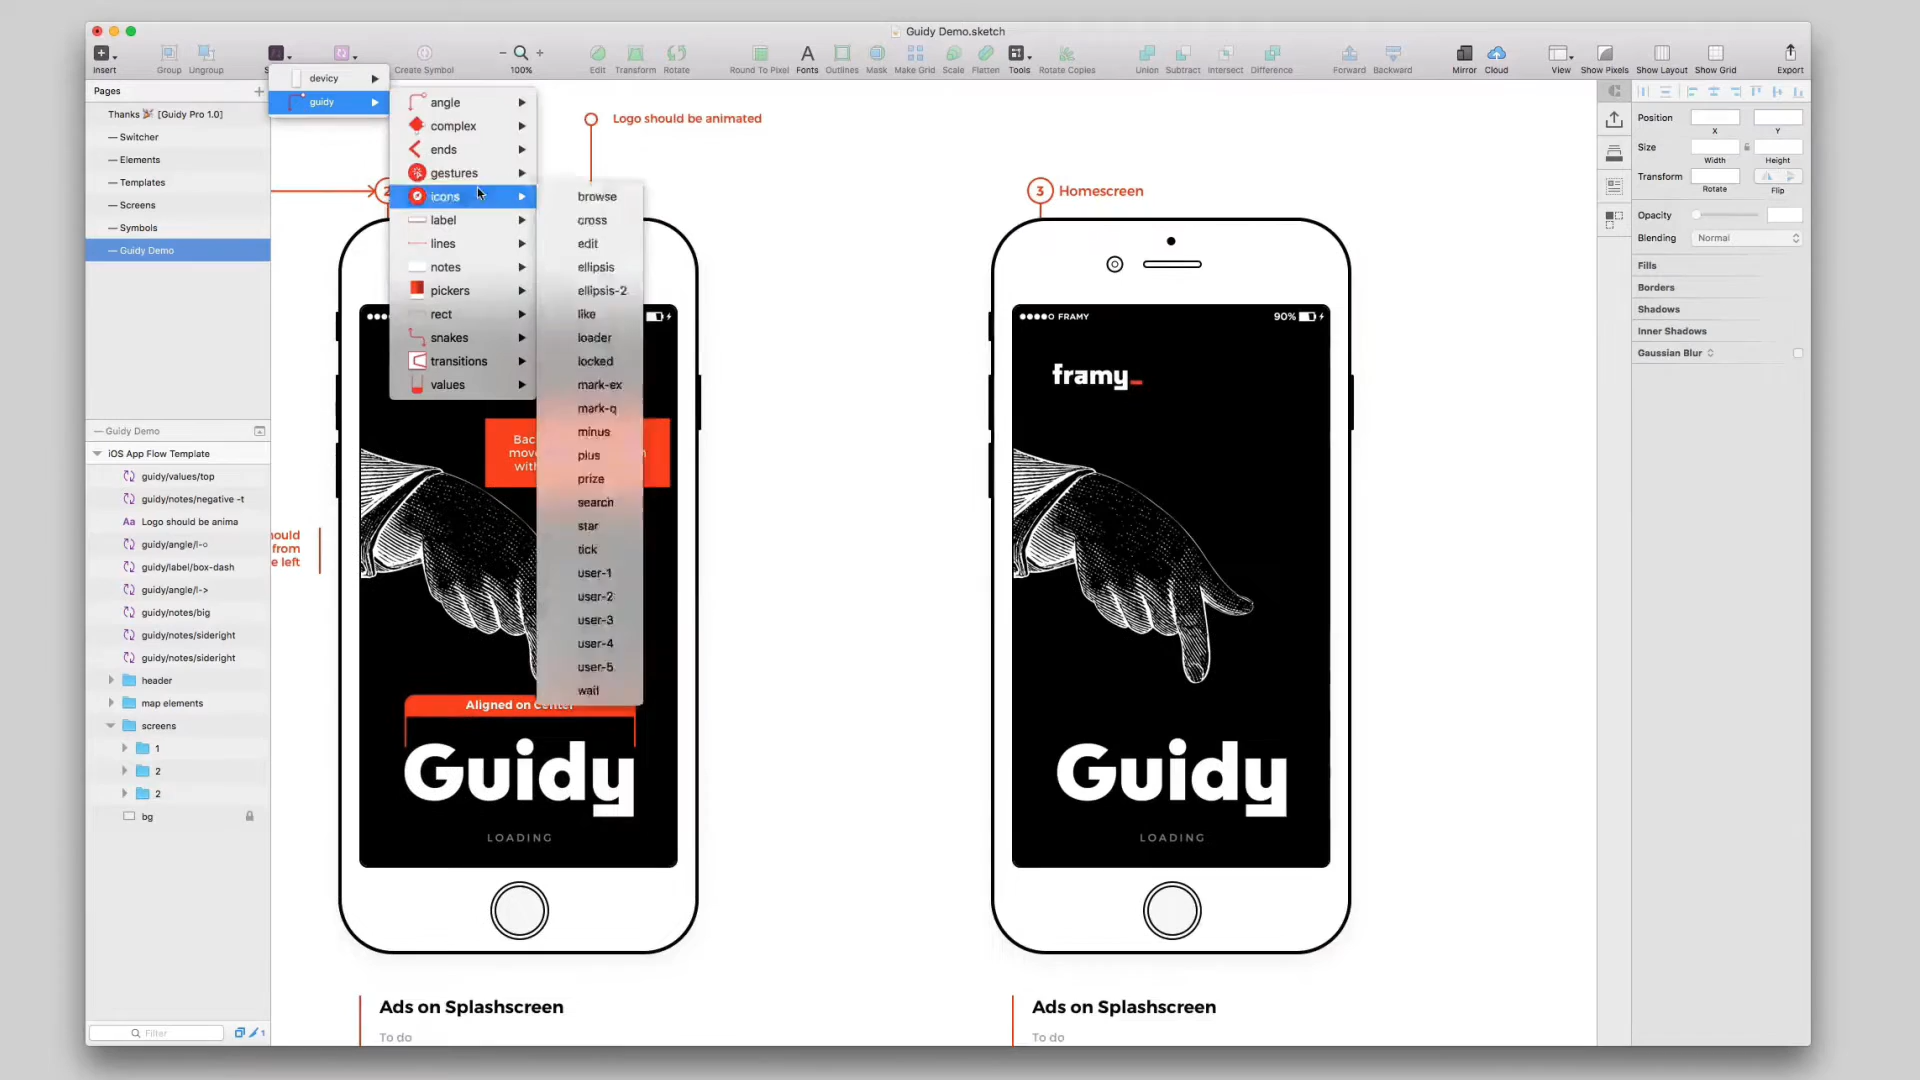 Guidy Demo.sketch
Insert
Group
Ungroup
Create Symbol
100%
Edit
Transform
Rotate
Round To Pixel
Fonts
Outlines
Mask
Make Grid
Scale
Flatten
Tools
Rotate Copies
Union
Subtract
Intersect
Difference
Forward
Backward
Mirror
Cloud
View
Show Pixels
Show Layout
Show Grid
Export
Pages
Thanks 🎉 [Guidy Pro 1.0]
— Switcher
— Elements
— Templates
— Screens
— Symbols
— Guidy Demo
— Guidy Demo
iOS App Flow Template
guidy/values/top
guidy/notes/negative -t
Aa Logo should be anima
guidy/angle/l-o
guidy/label/box-dash
guidy/angle/l->
guidy/notes/big
guidy/notes/sideright
guidy/notes/sideright
header
map elements
screens
1
2
2
bg
Filter
1
devicy
guidy
angle
complex
ends
gestures
icons
label
lines
notes
pickers
rect
snakes
transitions
values
browse
cross
edit
ellipsis
ellipsis-2
like
loader
locked
mark-ex
mark-q
minus
plus
prize
search
star
tick
user-1
user-2
user-3
user-4
user-5
wait
Logo should be animated
2
from
e left
Aligned on center
Guidy
LOADING
Ads on Splashscreen
To do
3 Homescreen
FRAMY
90%
framy_
Guidy
LOADING
Ads on Splashscreen
To do
Position
X
Y
Size
Width
Height
Transform
Rotate
Flip
Opacity
Blending
Normal
Fills
Borders
Shadows
Inner Shadows
Gaussian Blur